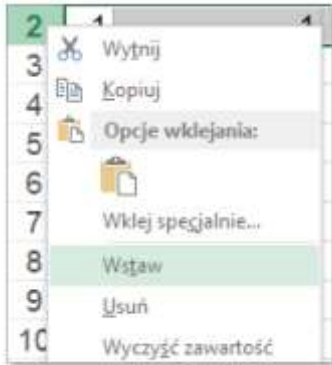 2 1 1
3 Wytnij
4 Kopiuj
5 Opcje wklejania:
6
7 Wklej specjalnie...
8 Wstaw
9 Usuń
10 Wyczyść zawartość